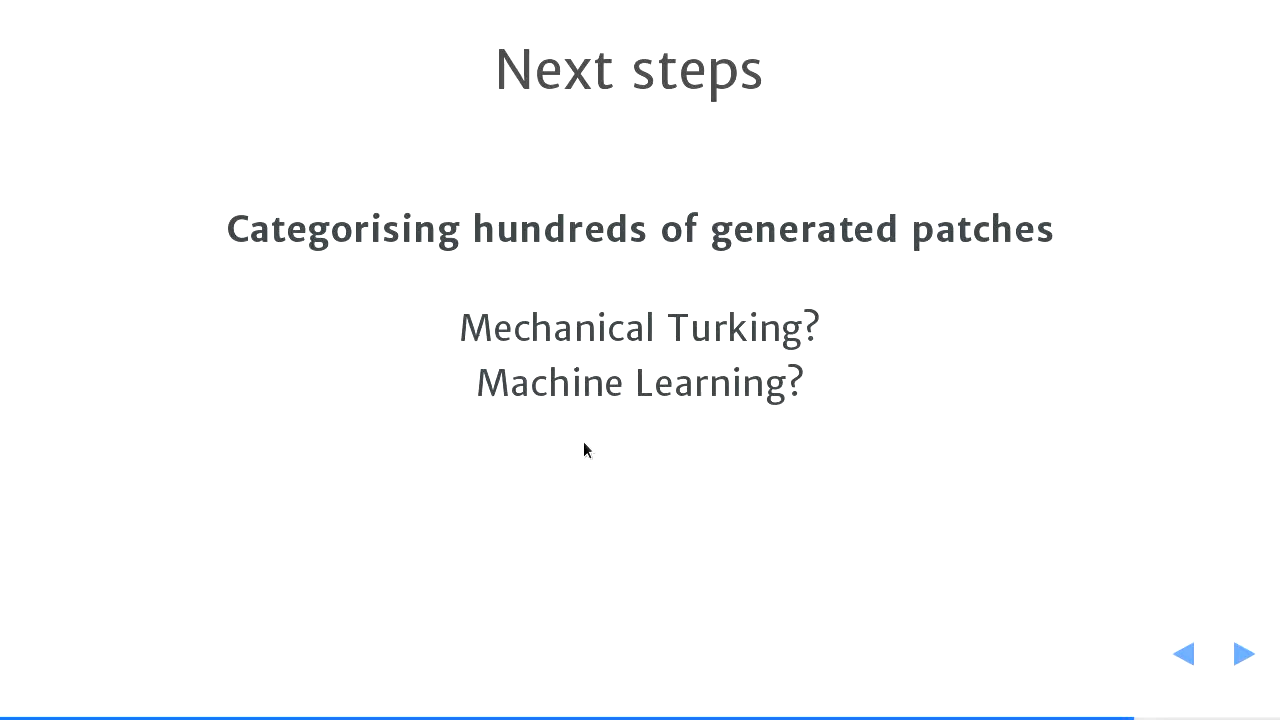 Next steps
Categorising hundreds of generated patches
Mechanical Turking?
Machine Learning?